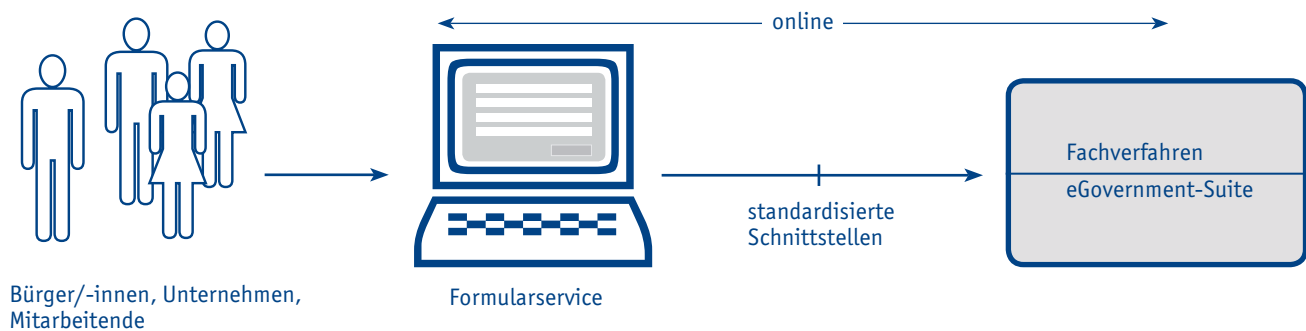 online
Fachverfahren
eGovernment-Suite
standardisierte
Schnittstellen
Bürger/-innen, Unternehmen,
Mitarbeitende
Formularservice